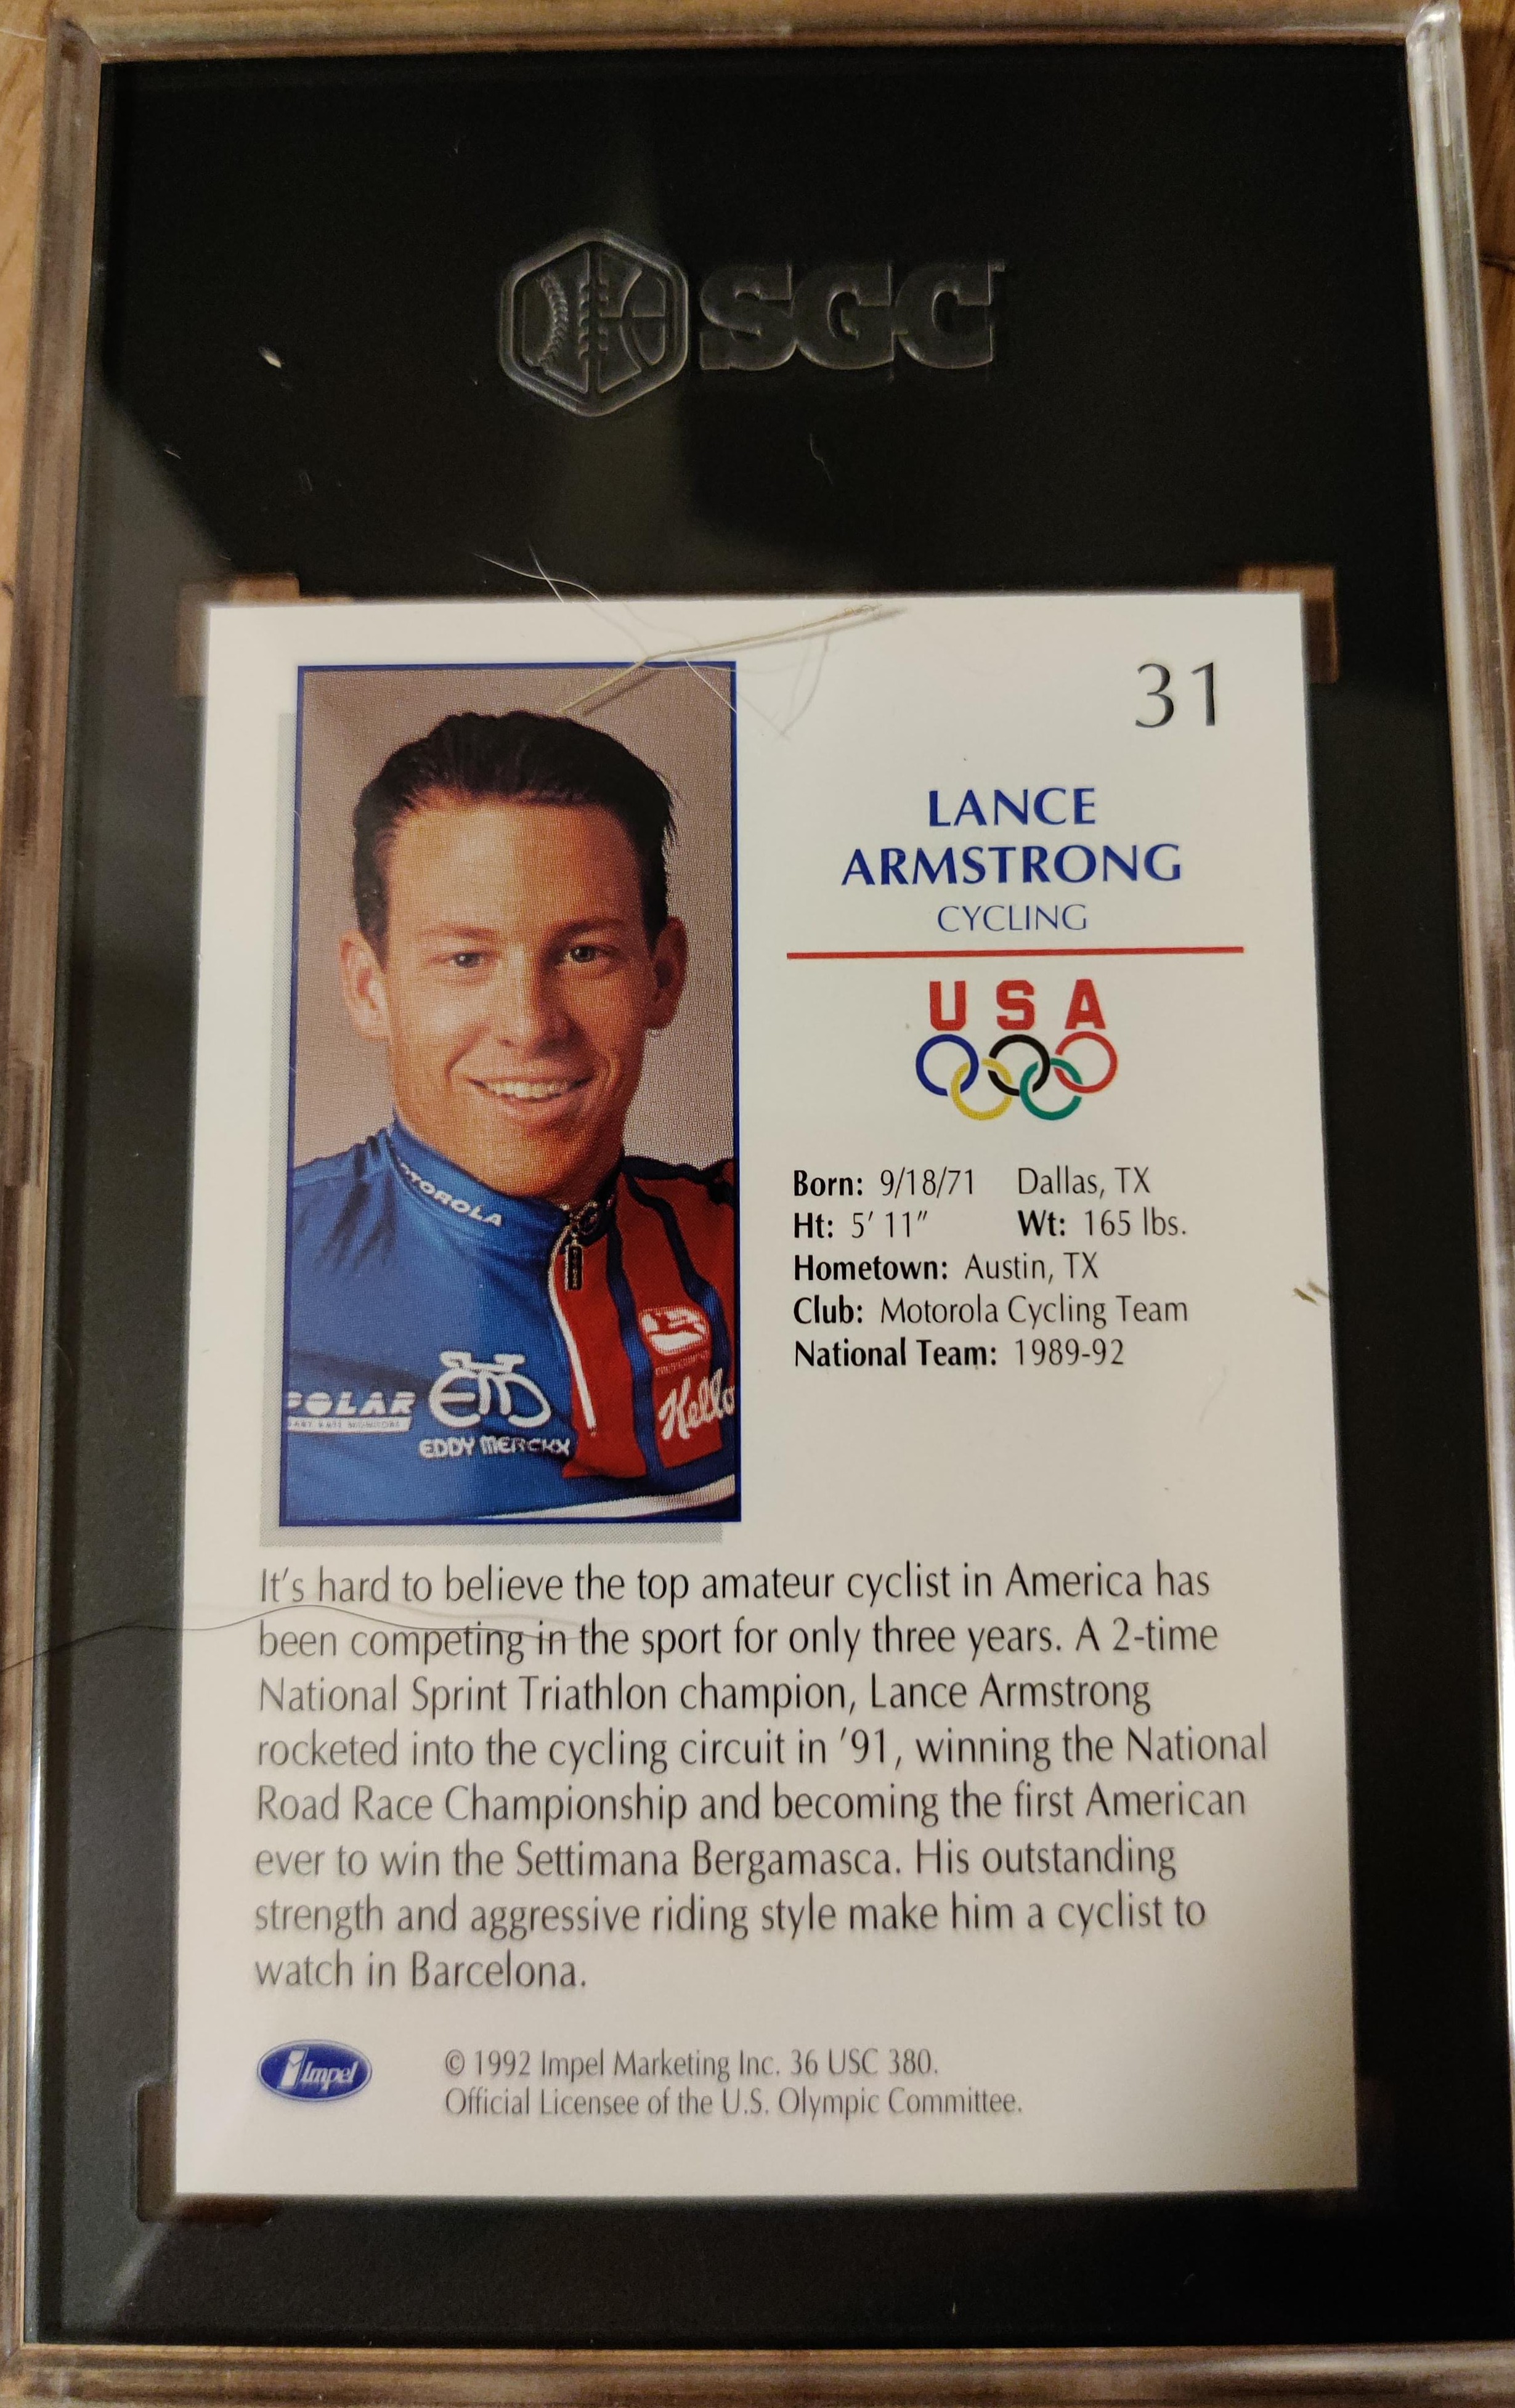 SGC
31
LANCE
ARMSTRONG
CYCLING
USA
Born: 9/18/71 Dallas, TX
Ht: 5' 11" Wt: 165 lbs.
Hometown: Austin, TX
Club: Motorola Cycling Team
National Team: 1989-92
MOTOROLA
POLAR
EDDY MERCKX
Kello
It's hard to believe the top amateur cyclist in America has
been competing in the sport for only three years. A 2-time
National Sprint Triathlon champion, Lance Armstrong
rocketed into the cycling circuit in '91, winning the National
Road Race Championship and becoming the first American
ever to win the Settimana Bergamasca. His outstanding
strength and aggressive riding style make him a cyclist to
watch in Barcelona.
Impel
© 1992 Impel Marketing Inc. 36 USC 380.
Official Licensee of the U.S. Olympic Committee.